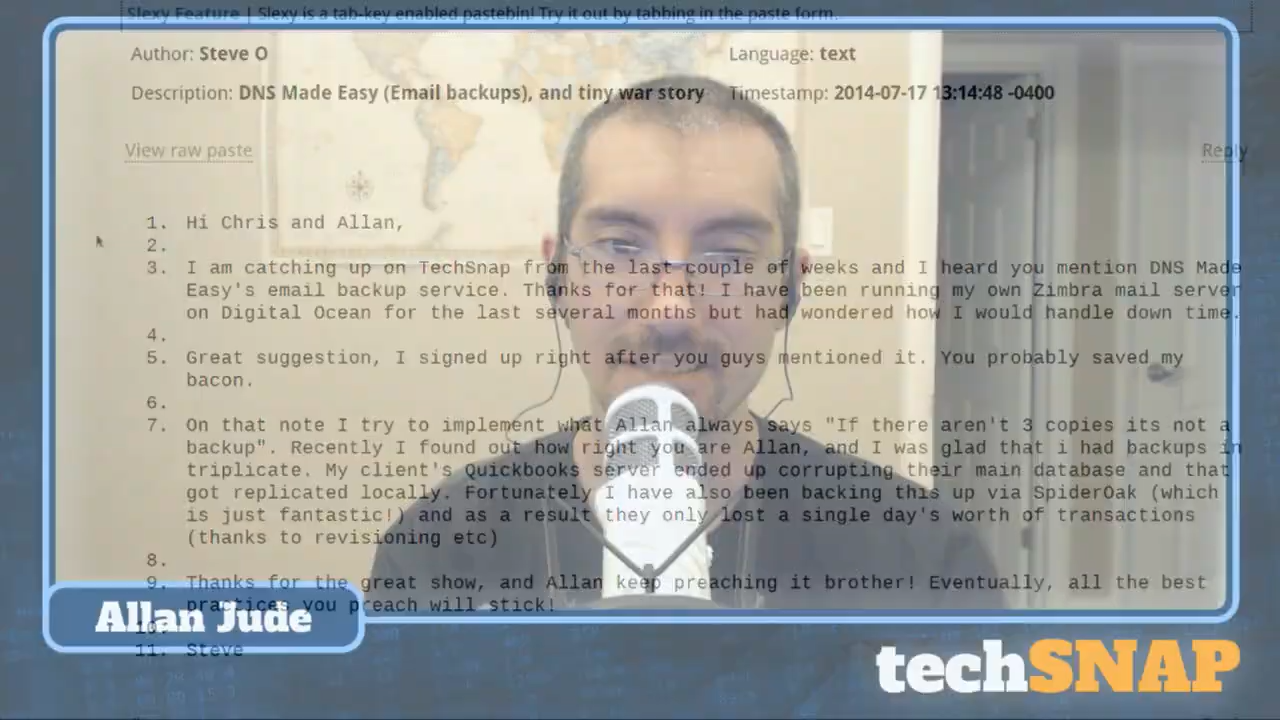 Slexy Feature | Slexy is a tab-key enabled pastebin! Try it out by tabbing in the paste form.
Author: Steve O
Language: text
Description: DNS Made Easy (Email backups), and tiny war story
Timestamp: 2014-07-17 13:14:48 -0400
View raw paste
Reply
1. Hi Chris and Allan,
2.
3. I am catching up on TechSnap from the last couple of weeks and I heard you mention DNS Made
Easy's email backup service. Thanks for that! I have been running my own Zimbra mail server
on Digital Ocean for the last several months but had wondered how I would handle down time.
4.
5. Great suggestion, I signed up right after you guys mentioned it. You probably saved my
bacon.
6.
7. On that note I try to implement what Allan always says "If there aren't 3 copies its not a
backup". Recently I found out how right you are Allan, and I was glad that i had backups in
triplicate. My client's Quickbooks server ended up corrupting their main database and that
got replicated locally. Fortunately I have also been backing this up via SpiderOak (which
is just fantastic!) and as a result they only lost a single day's worth of transactions
(thanks to revisioning etc)
8.
9. Thanks for the great show, and Allan keep preaching it brother! Eventually, all the best
practices you preach will stick!
10.
11. Steve
Allan Jude
techSNAP